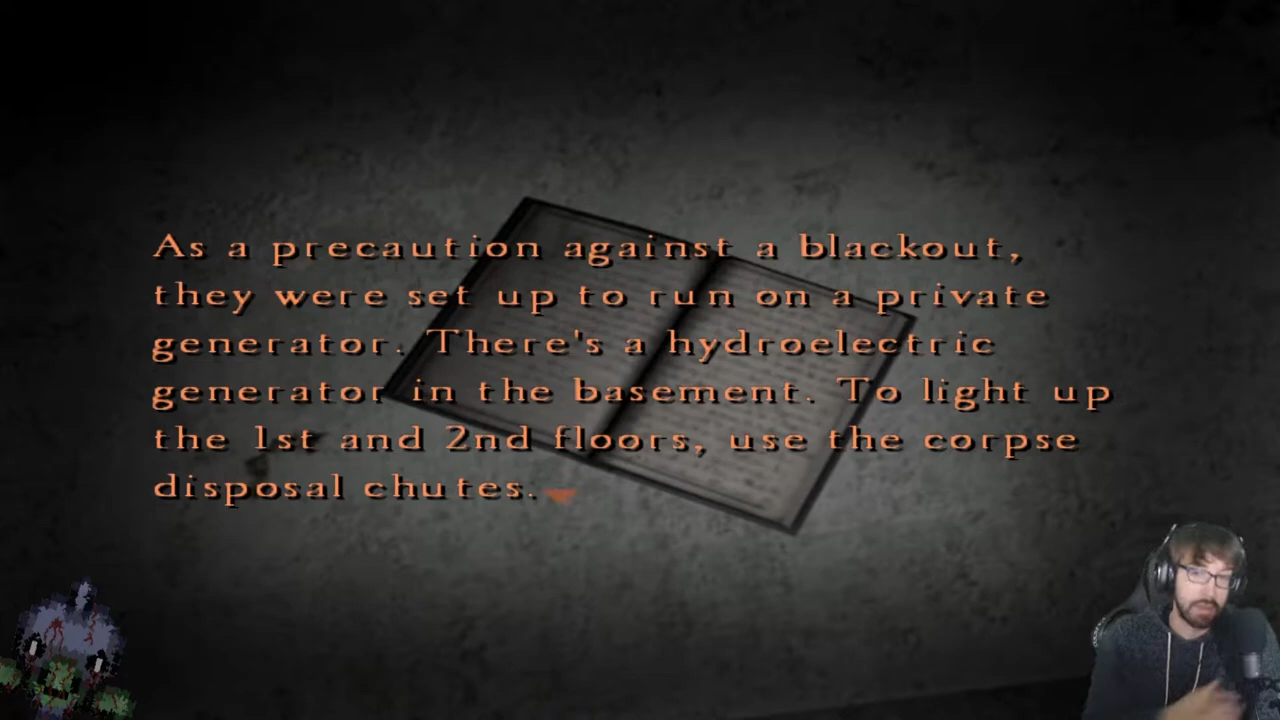 As a precaution against a blackout,
they were set up to run on a private
generator. There's a hydroelectric
generator in the basement. To light up
the 1st and 2nd floors, use the corpse
disposal chutes.